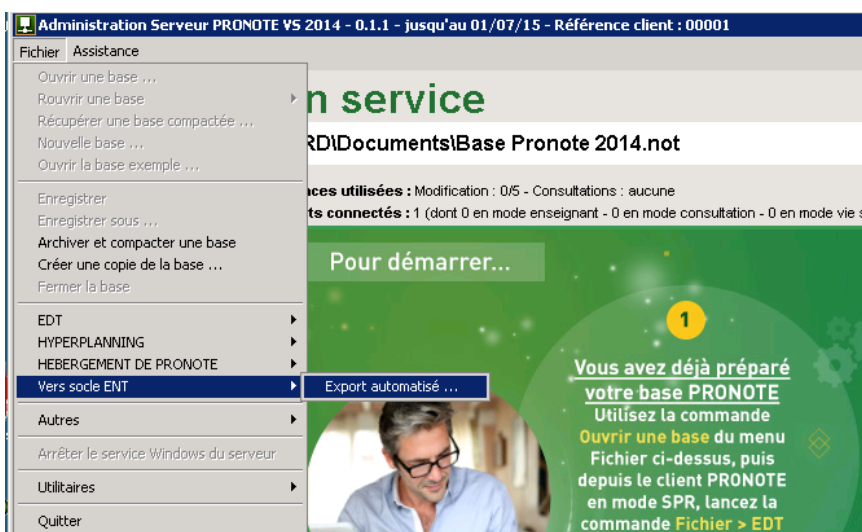 Administration Serveur PRONOTE VS 2014 - 0.1.1 - jusqu'au 01/07/15 - Référence client : 00001
Fichier Assistance
Ouvrir une base ...
Rouvrir une base
Récupérer une base compactée ...
Nouvelle base ...
Ouvrir la base exemple ...
Enregistrer
Enregistrer sous ...
Archiver et compacter une base
Créer une copie de la base ...
Fermer la base
EDT
HYPERPLANNING
HEBERGEMENT DE PRONOTE
Vers socle ENT
Export automatisé ...
Autres
Arrêter le service Windows du serveur
Utilitaires
Quitter
n service
RD\Documents\Base Pronote 2014.not
nces utilisées : Modification : 0/5 - Consultations : aucune
ts connectés : 1 (dont 0 en mode enseignant - 0 en mode consultation - 0 en mode vie s
Pour démarrer...
1
Vous avez déjà préparé
votre base PRONOTE
Utilisez la commande
Ouvrir une base du menu
Fichier ci-dessus, puis
depuis le client PRONOTE
en mode SPR, lancez la
commande Fichier > EDT